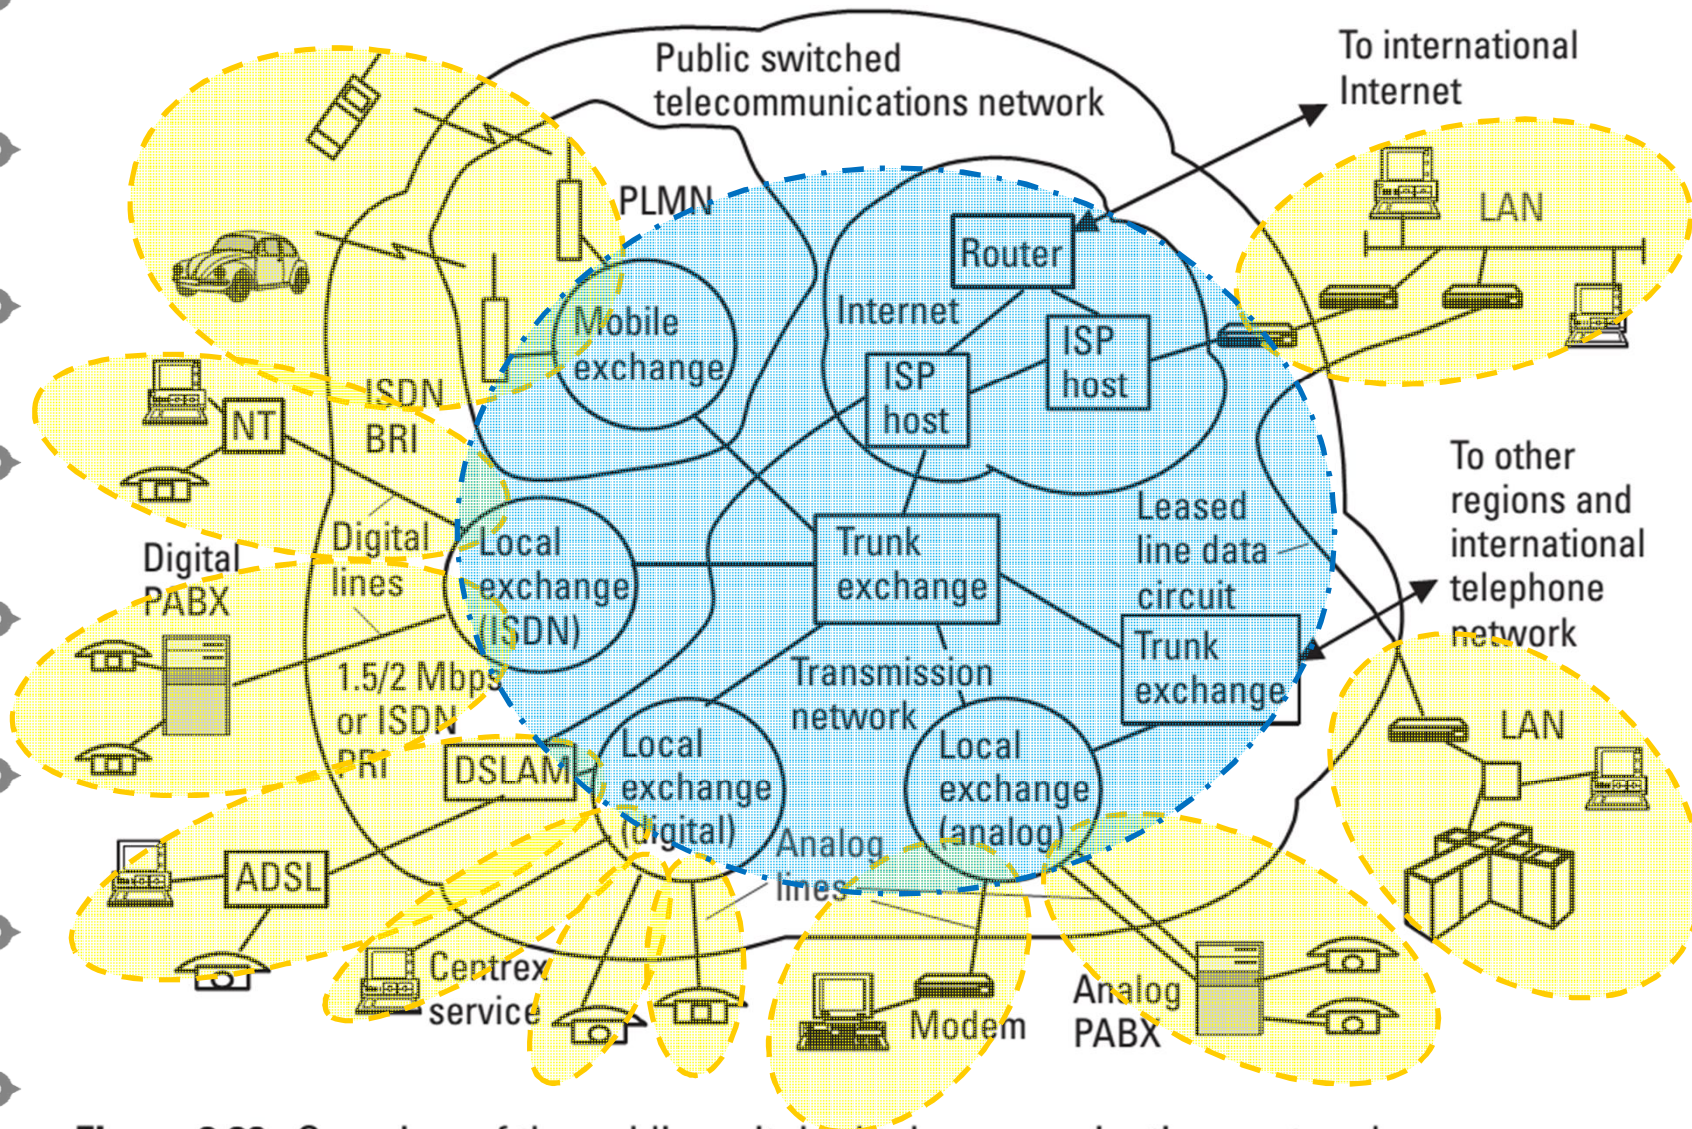 Public switched
telecommunications network
To international
Internet
PLMN
LAN
Router
Internet
Mobile
exchange
ISP
host
ISP
host
ISDN
BRI
NT
To other
regions and
international
telephone
network
Leased
line data
circuit
Digital
lines
Local
exchange
(ISDN)
Trunk
exchange
Digital
PABX
Trunk
exchange
1.5/2 Mbps
or ISDN
PRI
Transmission
network
LAN
DSLAM
Local
exchange
(digital)
Local
exchange
(analog)
Analog
lines
ADSL
Centrex
service
Modem
Analog
PABX